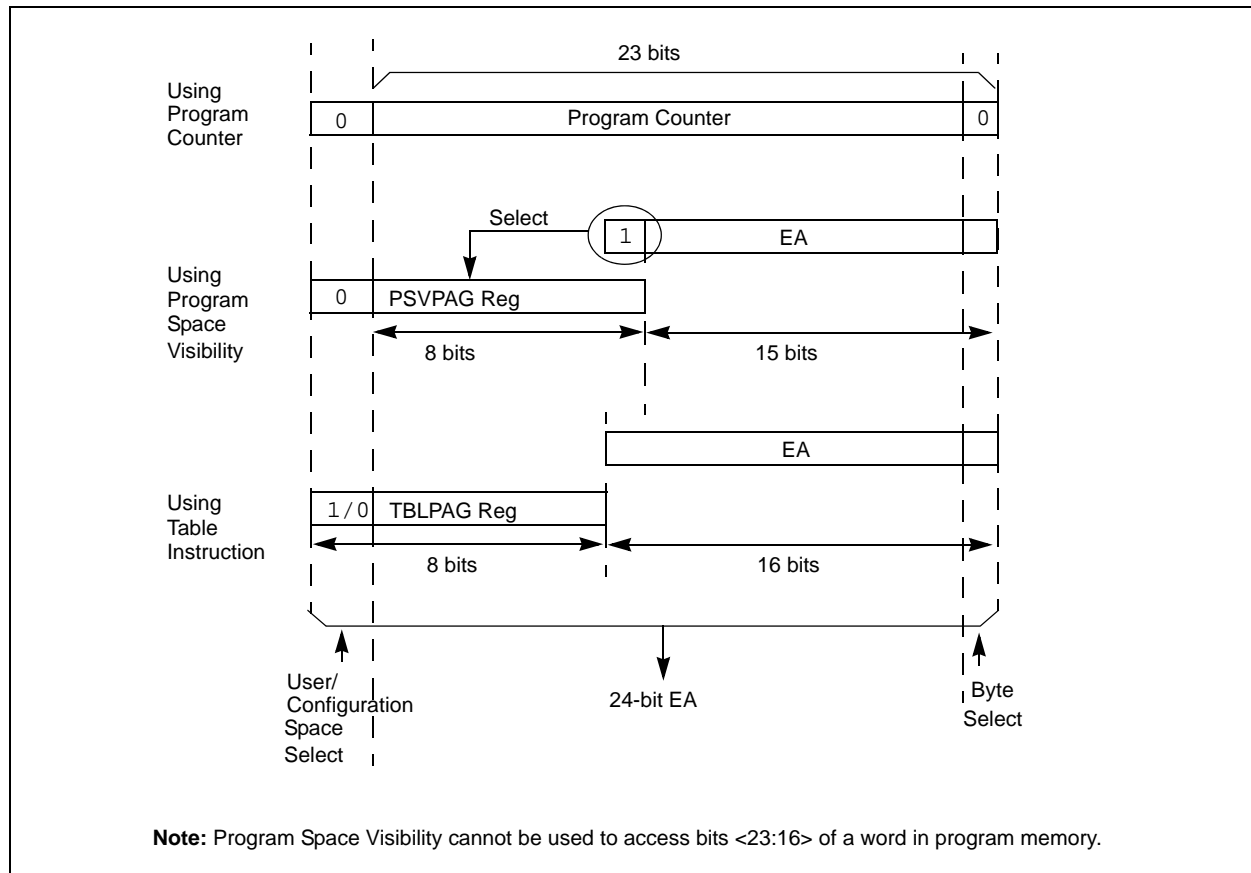 23 bits
Using
Program
Counter
0
Program Counter
0
Select
1
EA
Using
Program
Space
Visibility
0
PSVPAG Reg
8 bits
15 bits
EA
Using
Table
Instruction
1/0
TBLPAG Reg
8 bits
16 bits
User/
Configuration
Space
Select
24-bit EA
Byte
Select
Note: Program Space Visibility cannot be used to access bits <23:16> of a word in program memory.